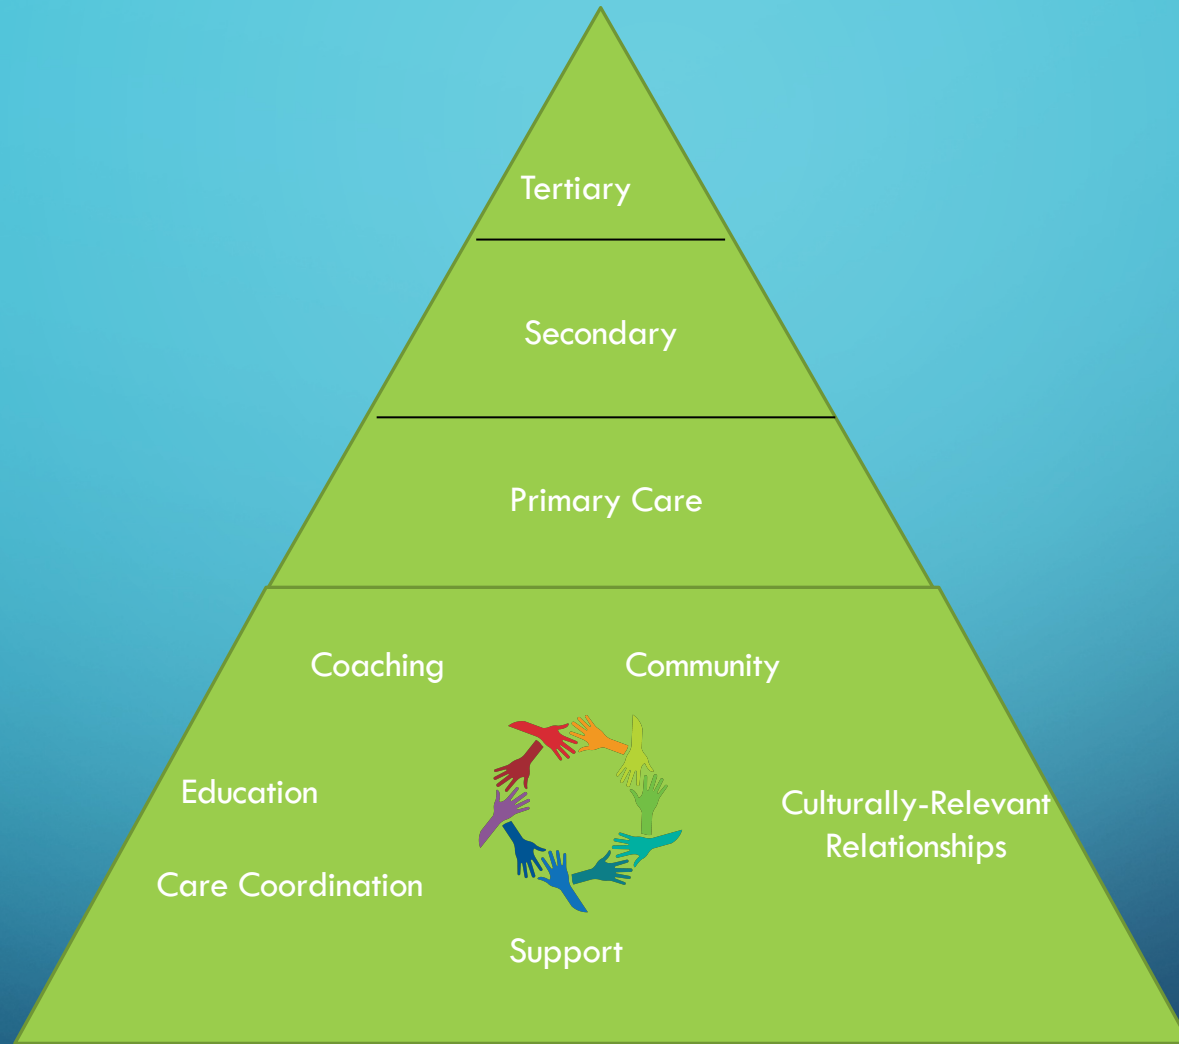 Tertiary
Secondary
Primary Care
Coaching
Community
Education
Culturally-Relevant
Relationships
Care Coordination
Support